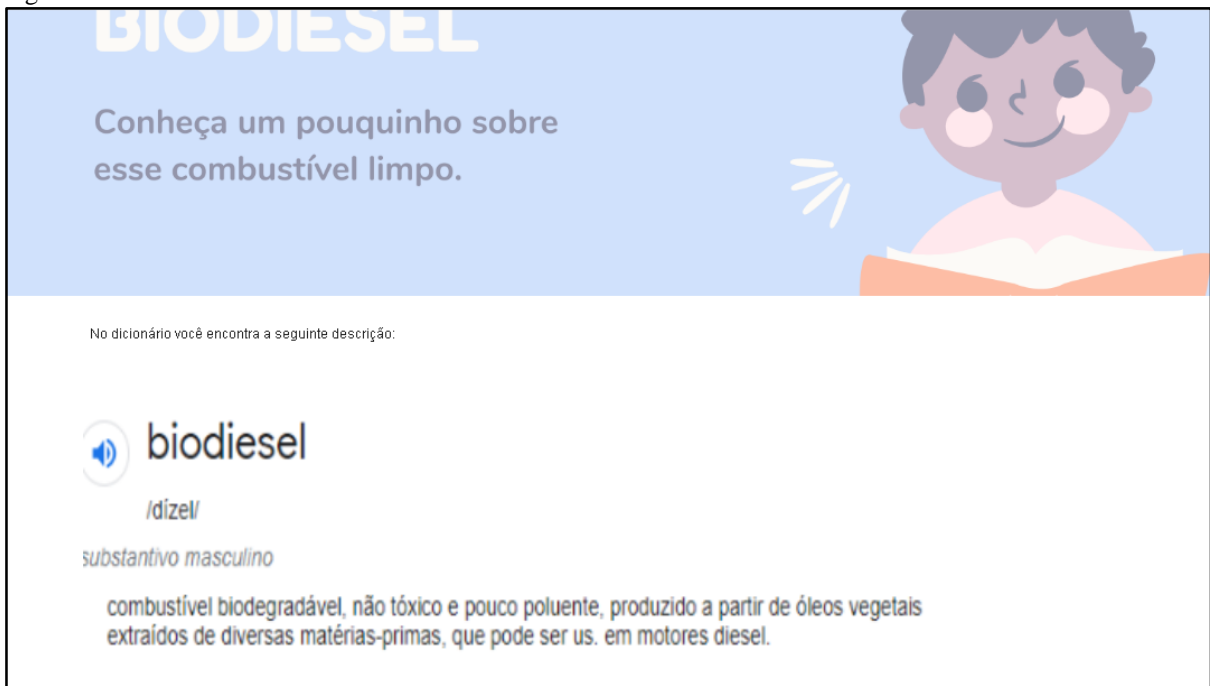 BIODIESEL
Conheça um pouquinho sobre
esse combustível limpo.
No dicionário você encontra a seguinte descrição:
biodiesel
/dízel/
substantivo masculino
combustível biodegradável, não tóxico e pouco poluente, produzido a partir de óleos vegetais
extraídos de diversas matérias-primas, que pode ser us. em motores diesel.